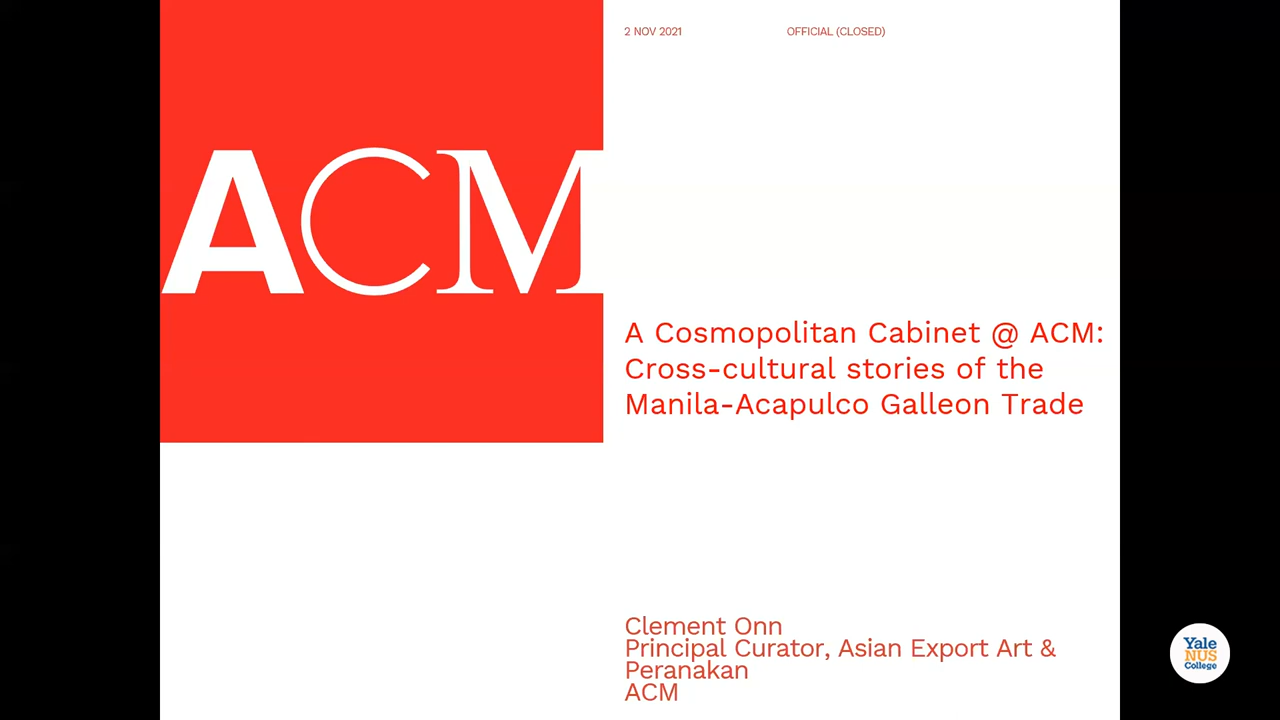 2 NOV 2021
OFFICIAL (CLOSED)
ACM
A Cosmopolitan Cabinet @ ACM:
Cross-cultural stories of the
Manila-Acapulco Galleon Trade
Clement Onn
Principal Curator, Asian Export Art &
Peranakan
ACM
Yale
NUS
College